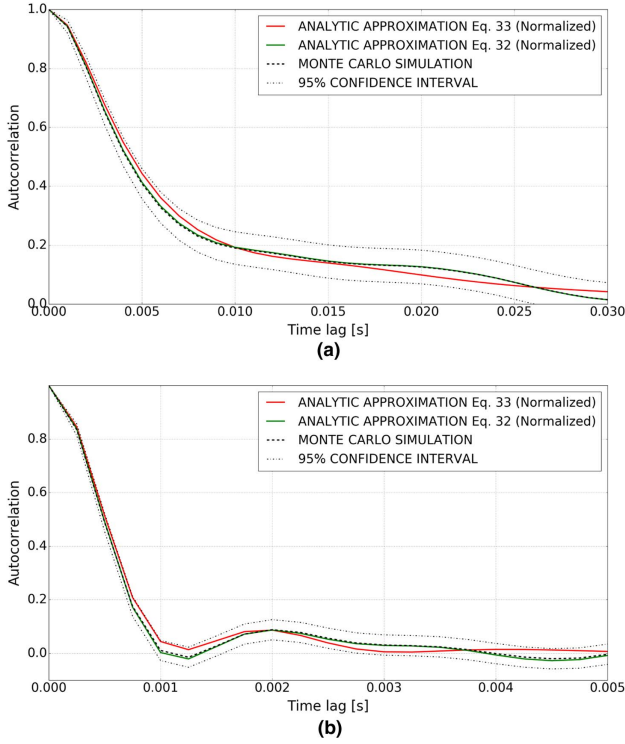 1.0
0.8
0.6
0.4
0.2
0.0
Autocorrelation
ANALYTIC APPROXIMATION Eq. 33 (Normalized)
ANALYTIC APPROXIMATION Eq. 32 (Normalized)
MONTE CARLO SIMULATION
95% CONFIDENCE INTERVAL
0.000 0.005 0.010 0.015 0.020 0.025 0.030
Time lag [s]
(a)
0.8
0.6
0.4
0.2
0.0
Autocorrelation
ANALYTIC APPROXIMATION Eq. 33 (Normalized)
ANALYTIC APPROXIMATION Eq. 32 (Normalized)
MONTE CARLO SIMULATION
95% CONFIDENCE INTERVAL
0.000 0.001 0.002 0.003 0.004 0.005
Time lag [s]
(b)